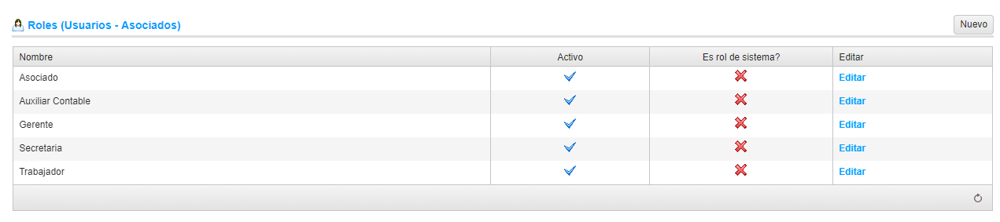 Roles (Usuarios - Asociados) Nuevo
Nombre Activo Es rol de sistema? Editar
Asociado Editar
Auxiliar Contable Editar
Gerente Editar
Secretaria Editar
Trabajador Editar